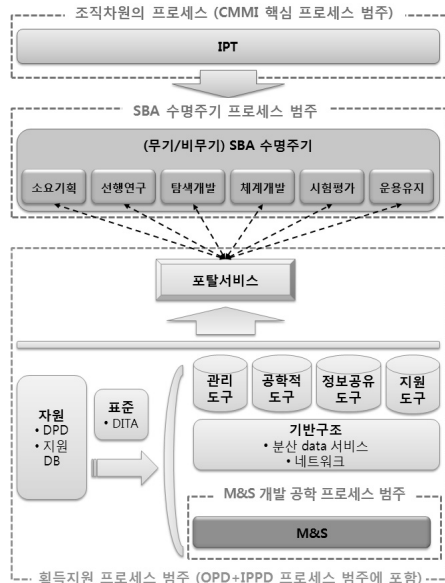 조직차원의 프로세스 (CMMI 핵심 프로세스 범주)
IPT
SBA 수명주기 프로세스 범주
(무기/비무기) SBA 수명주기
소요기획
선행연구
탐색개발
체계개발
시험평가
운용유지
포탈서비스
자원
• DPD
• 지원
DB
표준
• DITA
관리
도구
공학적
도구
정보공유
도구
지원
도구
기반구조
• 분산 data 서비스
• 네트워크
M&S 개발 공학 프로세스 범주
M&S
획득지원 프로세스 범주 (OPD+IPPD 프로세스 범주에 포함)